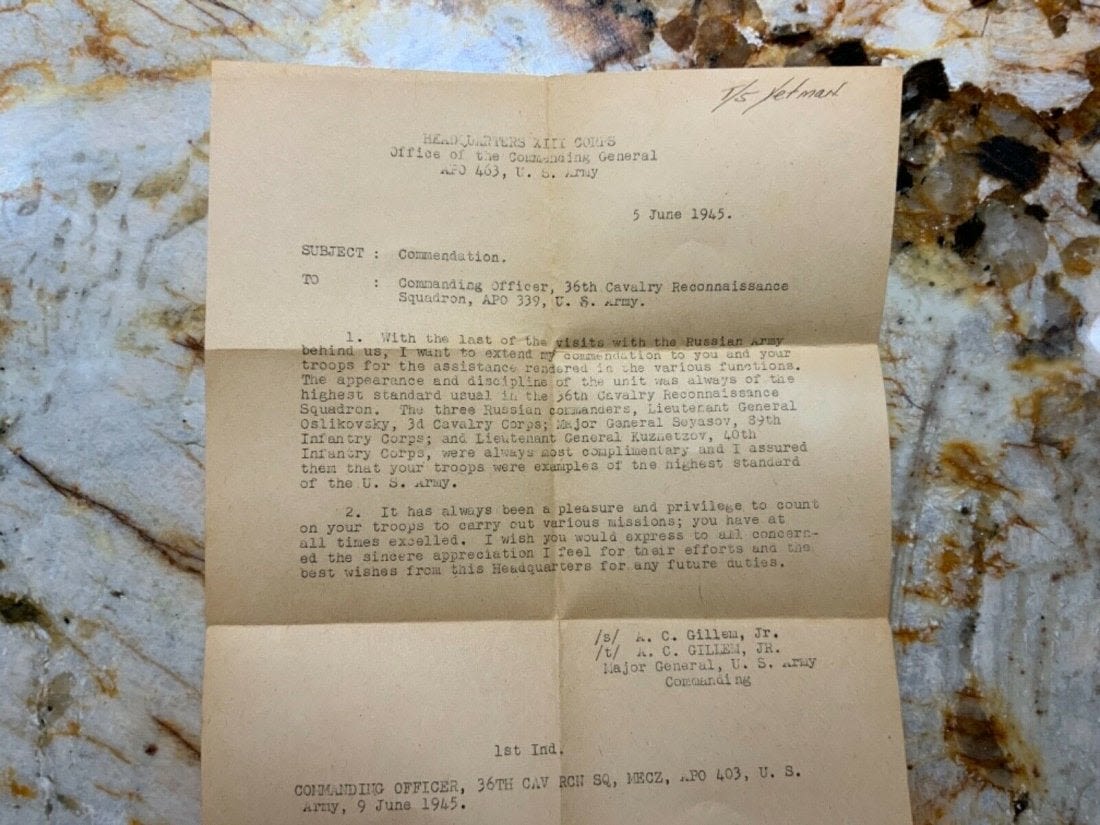 T/5 Yetman
HEADQUARTERS XIII CORPS
Office of the Commanding General
APO 463, U. S. Army
5 June 1945.
SUBJECT : Commendation.
TO : Commanding Officer, 36th Cavalry Reconnaissance
Squadron, APO 339, U. S. Army.
1. With the last of the visits with the Russian Army
behind us, I want to extend my commendation to you and your
troops for the assistance rendered in the various functions.
The appearance and discipline of the unit was always of the
highest standard usual in the 36th Cavalry Reconnaissance
Squadron. The three Russian commanders, Lieutenant General
Oslikovsky, 3d Cavalry Corps; Major General Seyasov, 89th
Infantry Corps; and Lieutenant General Kuznetzov, 40th
Infantry Corps, were always most complimentary and I assured
them that your troops were examples of the highest standard
of the U. S. Army.
2. It has always been a pleasure and privilege to count
on your troops to carry out various missions; you have at
all times excelled. I wish you would express to all concern-
ed the sincere appreciation I feel for their efforts and the
best wishes from this Headquarters for any future duties.
/s/ A. C. Gillem, Jr.
/t/ A. C. GILLEM, JR.
Major General, U. S. Army
Commanding
1st Ind.
COMMANDING OFFICER, 36TH CAV RCN SQ, MECZ, APO 403, U. S.
Army, 9 June 1945.